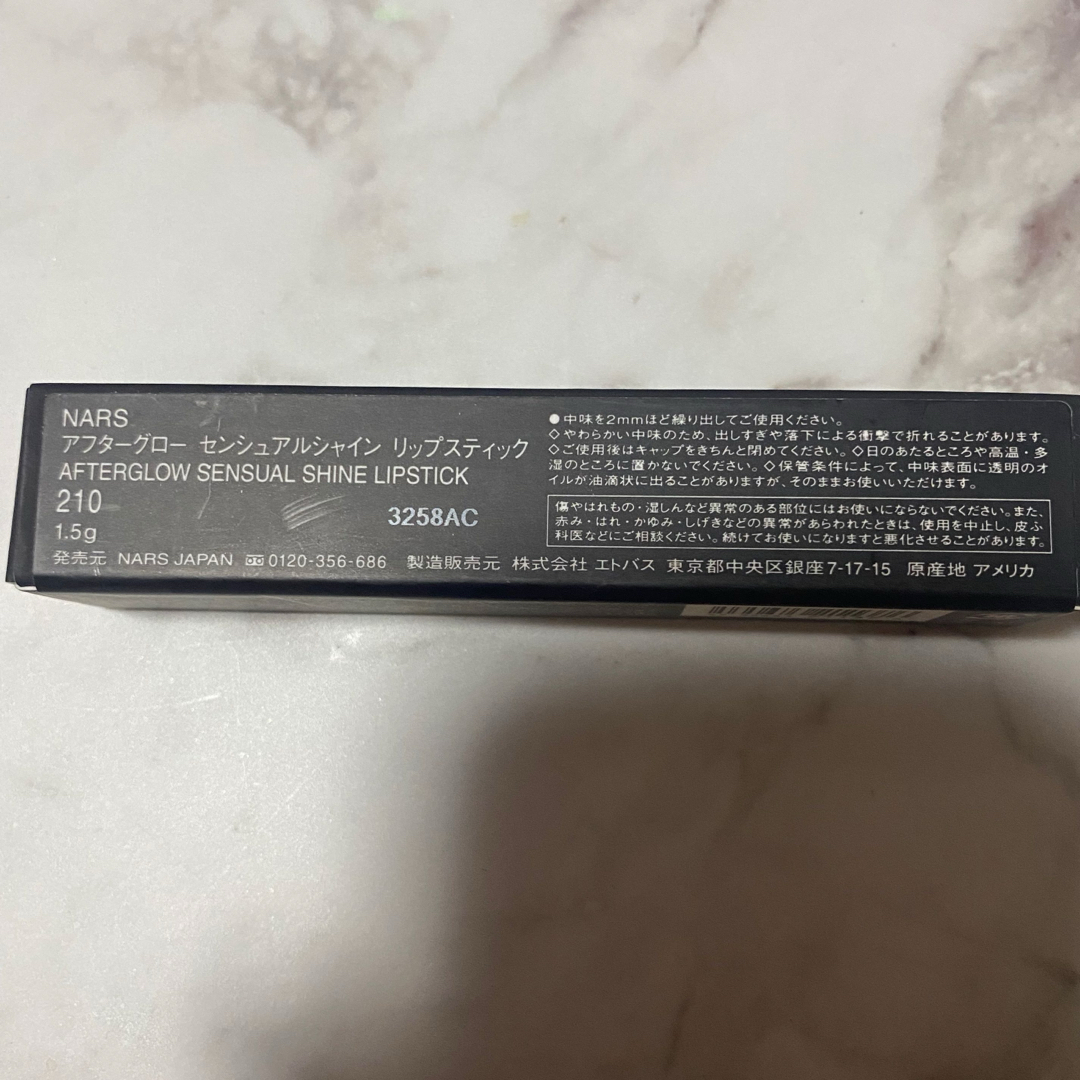 NARS
アフターグロー センシュアルシャイン リップスティック
AFTERGLOW SENSUAL SHINE LIPSTICK
210
1.5g
3258AC
発売元 NARS JAPAN 0120-356-686 製造販売元 株式会社 エトバス 東京都中央区銀座7-17-15 原産地 アメリカ
●中味を2mmほど繰り出してご使用ください。
◇やわらかい中味のため、出しすぎや落下による衝撃で折れることがあります。
◇ご使用後はキャップをきちんと閉めてください。◇日のあたるところや高温・多
湿のところに置かないでください。◇保管条件によって、中味表面に透明のオ
イルが油滴状に出ることがありますが、そのままお使いいただけます。
傷やはれもの・湿しんなど異常のある部位にはお使いにならないでください。また、
赤み・はれ・かゆみ・しげきなどの異常があらわれたときは、使用を中止し、皮ふ
科医などにご相談ください。続けてお使いになりますと悪化させることがあります。